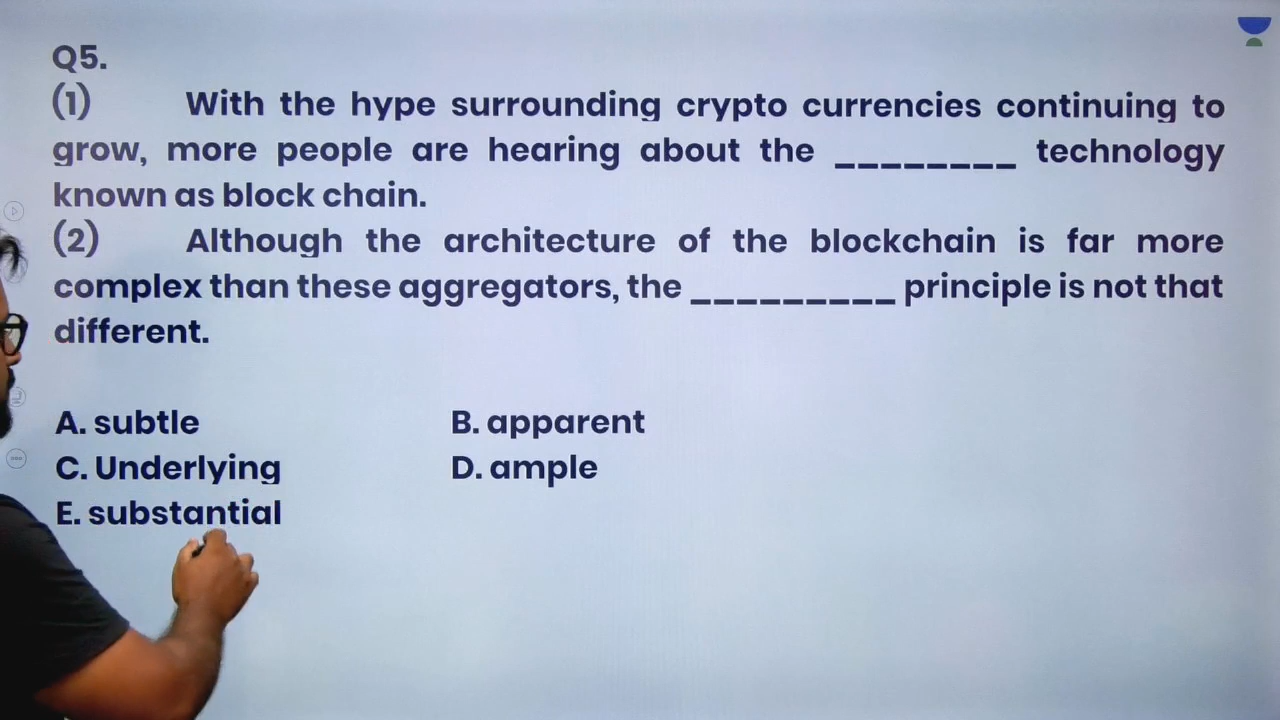 Q5.
(1) With the hype surrounding crypto currencies continuing to
grow, more people are hearing about the ________ technology
known as block chain.
(2) Although the architecture of the blockchain is far more
complex than these aggregators, the _________ principle is not that
different.
A. subtle B. apparent
C. Underlying D. ample
E. substantial